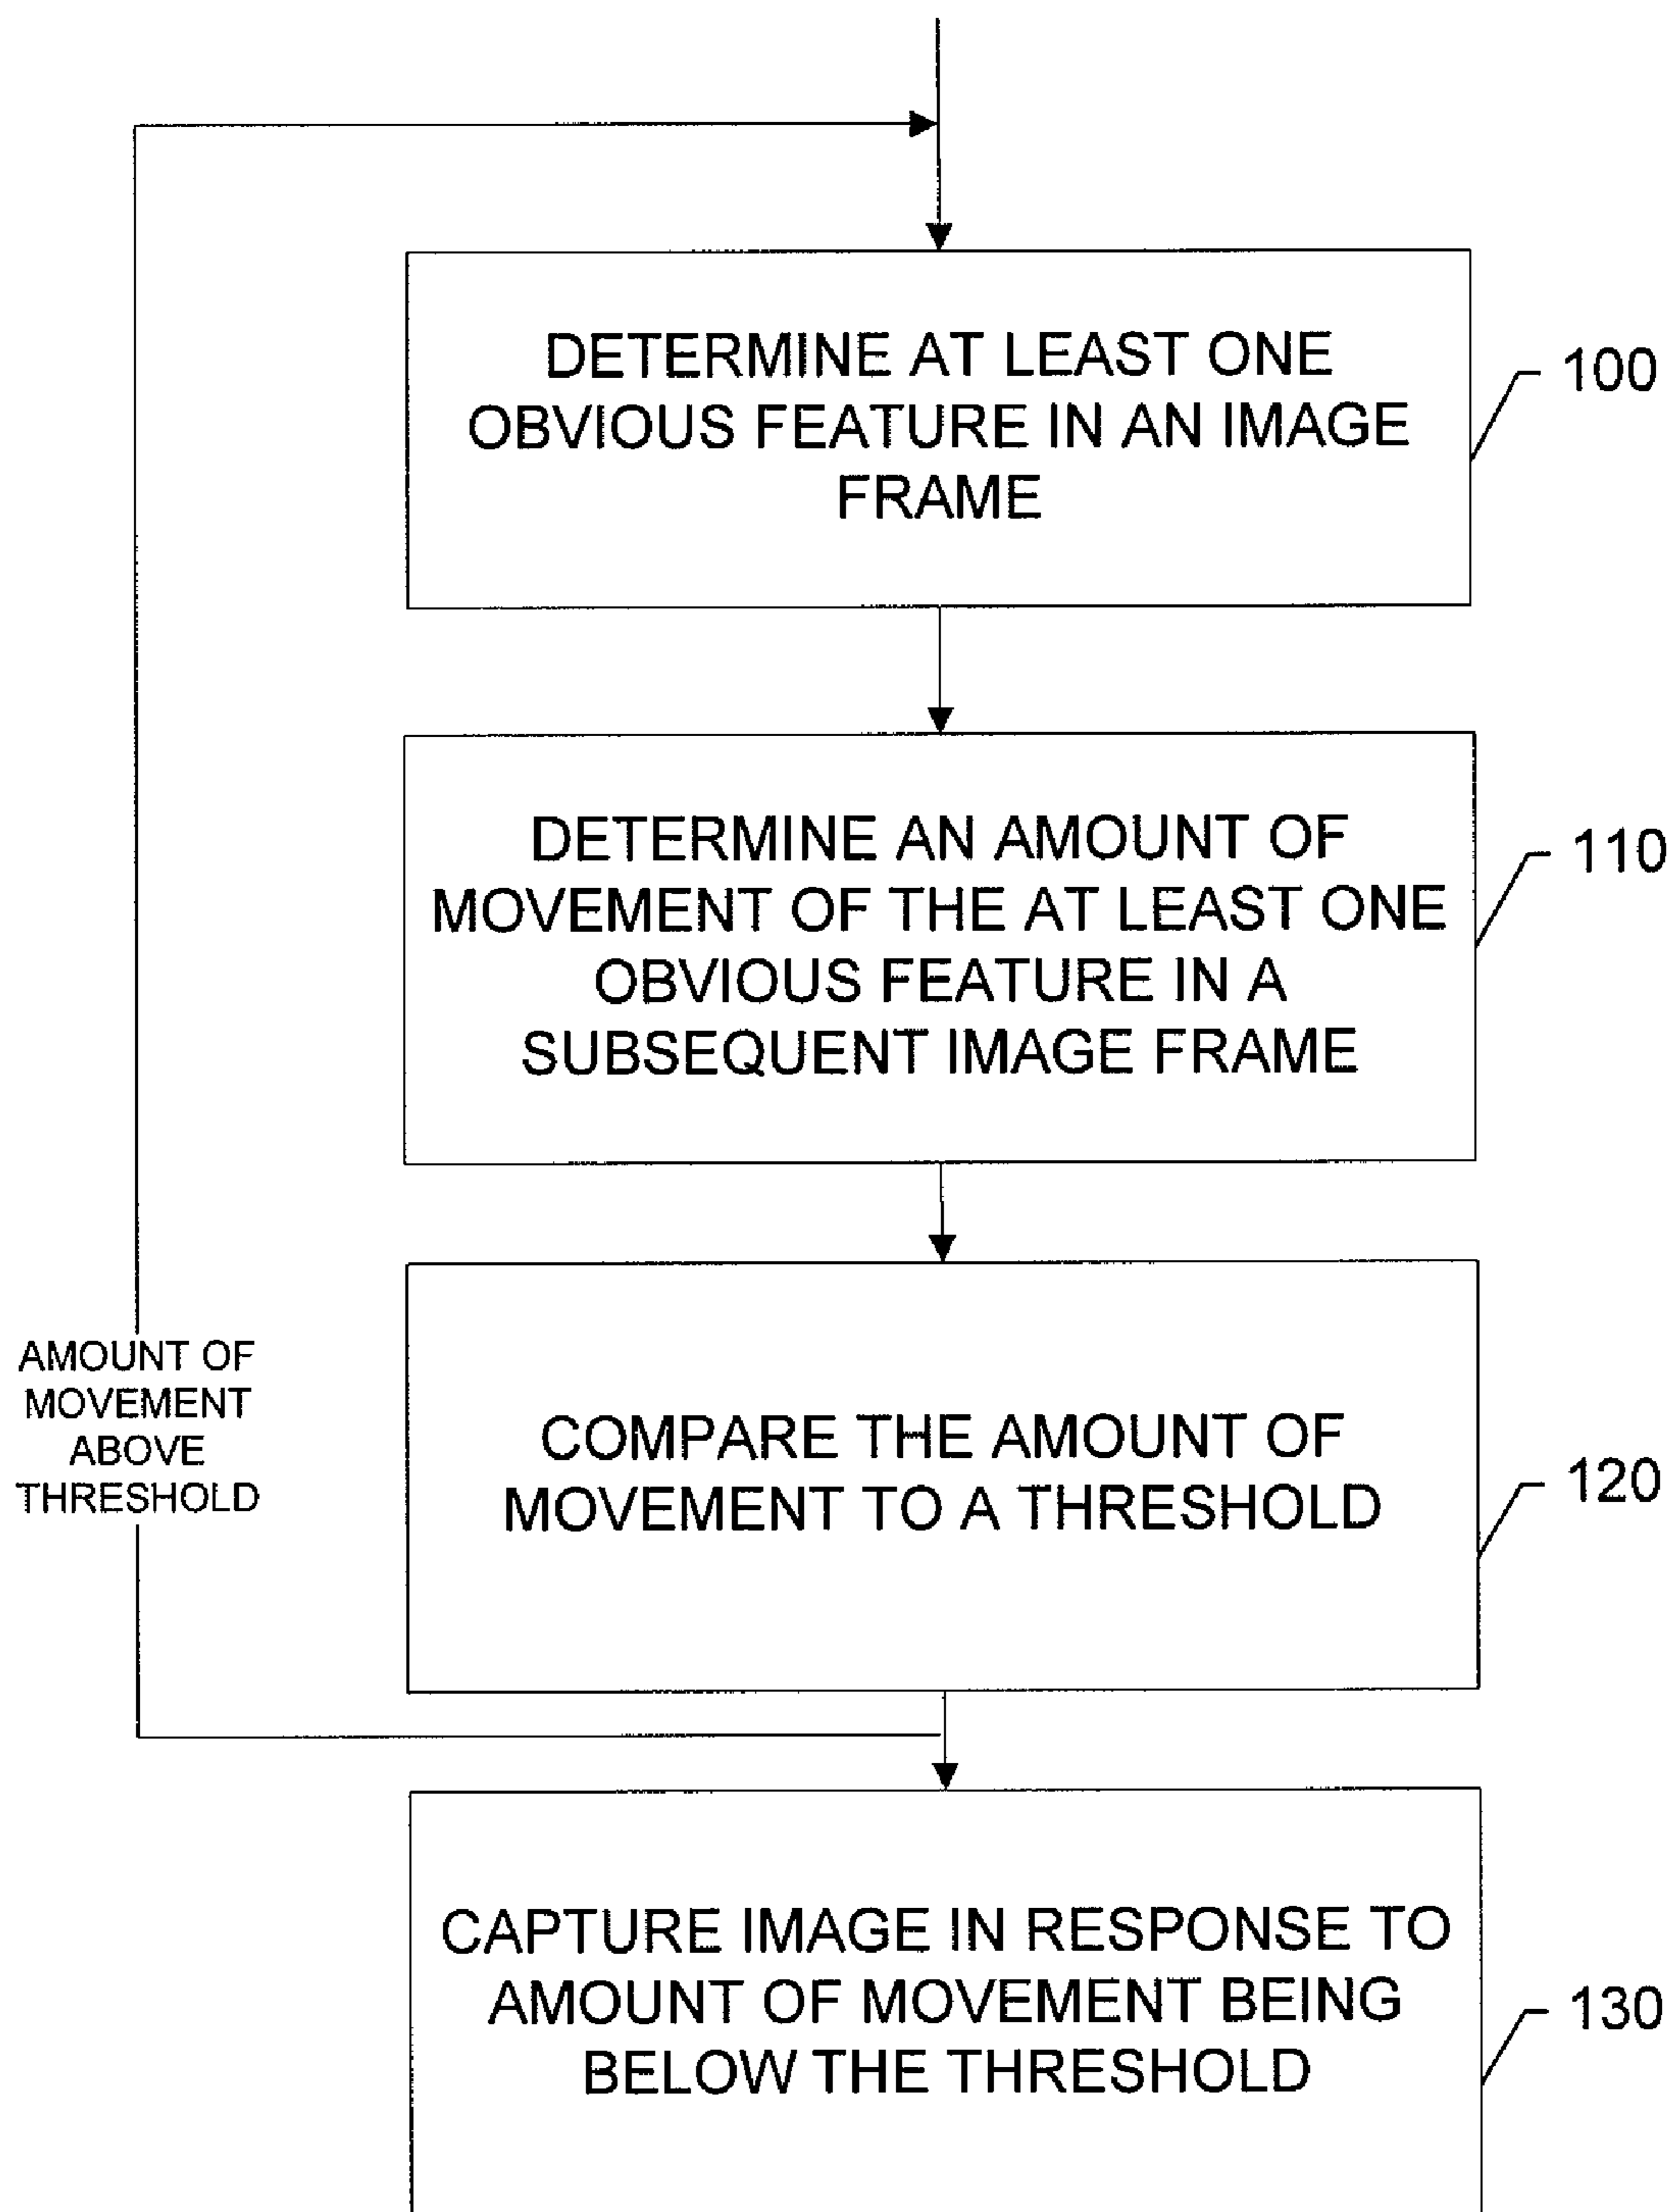 DETERMINE AT LEAST ONE
OBVIOUS FEATURE IN AN IMAGE
FRAME
100
DETERMINE AN AMOUNT OF
MOVEMENT OF THE AT LEAST ONE
OBVIOUS FEATURE IN A
SUBSEQUENT IMAGE FRAME
110
AMOUNT OF
MOVEMENT
ABOVE
THRESHOLD
COMPARE THE AMOUNT OF
MOVEMENT TO A THRESHOLD
120
CAPTURE IMAGE IN RESPONSE TO
AMOUNT OF MOVEMENT BEING
BELOW THE THRESHOLD
130